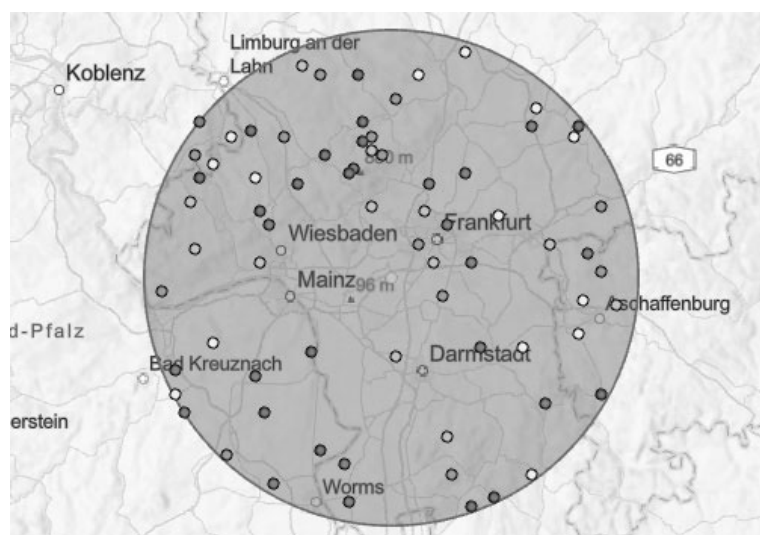 Limburg an der
Lahn
Koblenz
66
Frankfurt
Wiesbaden
Mainz
96 m
Aschaffenburg
d-Pfalz
Darmstadt
Bad Kreuznach
erstein
Worms